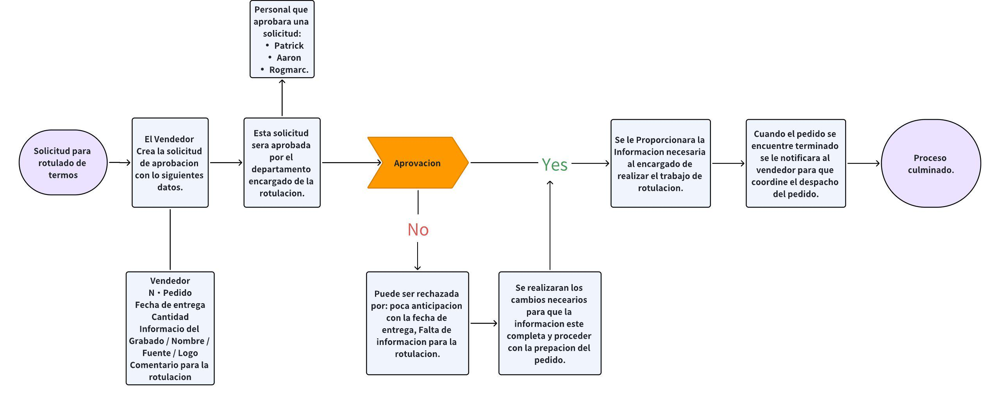 Personal que
aprobara una
solicitud:
• Patrick
• Aaron
• Rogmarc.
Solicitud para
rotulado de
termos
El Vendedor
Crea la solicitud
de aprobacion
con lo siguientes
datos.
Esta solicitud
sera aprobada
por el
departamento
encargado de la
rotulacion.
Aprovacion
Yes
Se le Proporcionara la
Informacion necesaria
al encargado de
realizar el trabajo de
rotulacion.
Cuando el pedido se
encuentre terminado
se le notificara al
vendedor para que
coordine el despacho
del pedido.
Proceso
culminado.
No
Vendedor
N • Pedido
Fecha de entrega
Cantidad
Informacio del
Grabado / Nombre /
Fuente / Logo
Comentario para la
rotulacion
Puede ser rechazada
por: poca anticipacion
con la fecha de
entrega, Falta de
informacion para la
rotulacion.
Se realizaran los
cambios necearios
para que la
informacion este
completa y proceder
con la prepacion del
pedido.